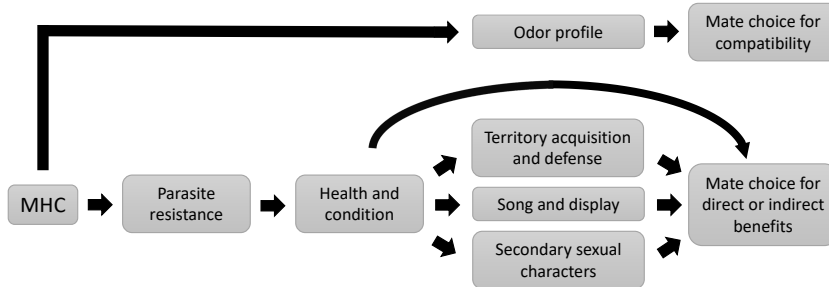 Odor profile
Mate choice for
compatibility
Territory acquisition
and defense
MHC
Parasite
resistance
Health and
condition
Song and display
Mate choice for
direct or indirect
benefits
Secondary sexual
characters